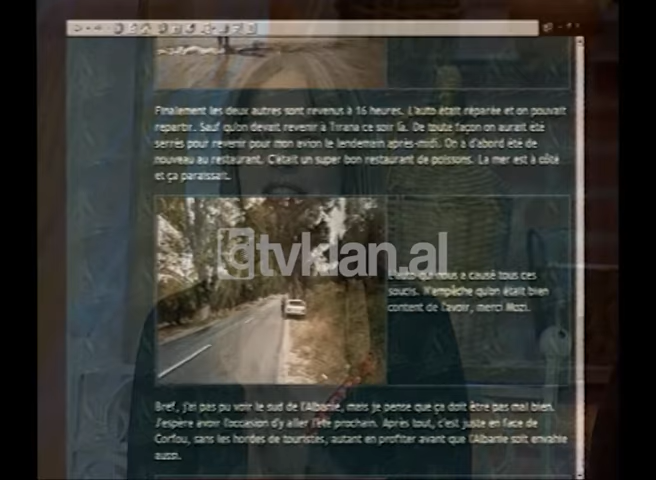 Finalement les deux autres sont revenus à 16 heures. L'auto était réparée et on pouvait
repartir. Sauf qu'on devait revenir à Tirana ce soir là. De toute façon on aurait été
serrés pour revenir pour mon avion le lendemain après-midi. On a d'abord été de
nouveau au restaurant. C'était un super bon restaurant de poissons. La mer est à côté
et ça paraissait.
tvklan.al
L'auto qui nous a causé tous ces
soucis. N'empêche qu'on était bien
content de l'avoir, merci Mozi.
Bref, j'ai pas pu voir le sud de l'Albanie, mais je pense que ça doit être pas mal bien.
J'espère avoir l'occasion d'y aller l'été prochain. Après tout, c'est juste en face de
Corfou, sans les hordes de touristes, autant en profiter avant que l'Albanie soit envahie
aussi.